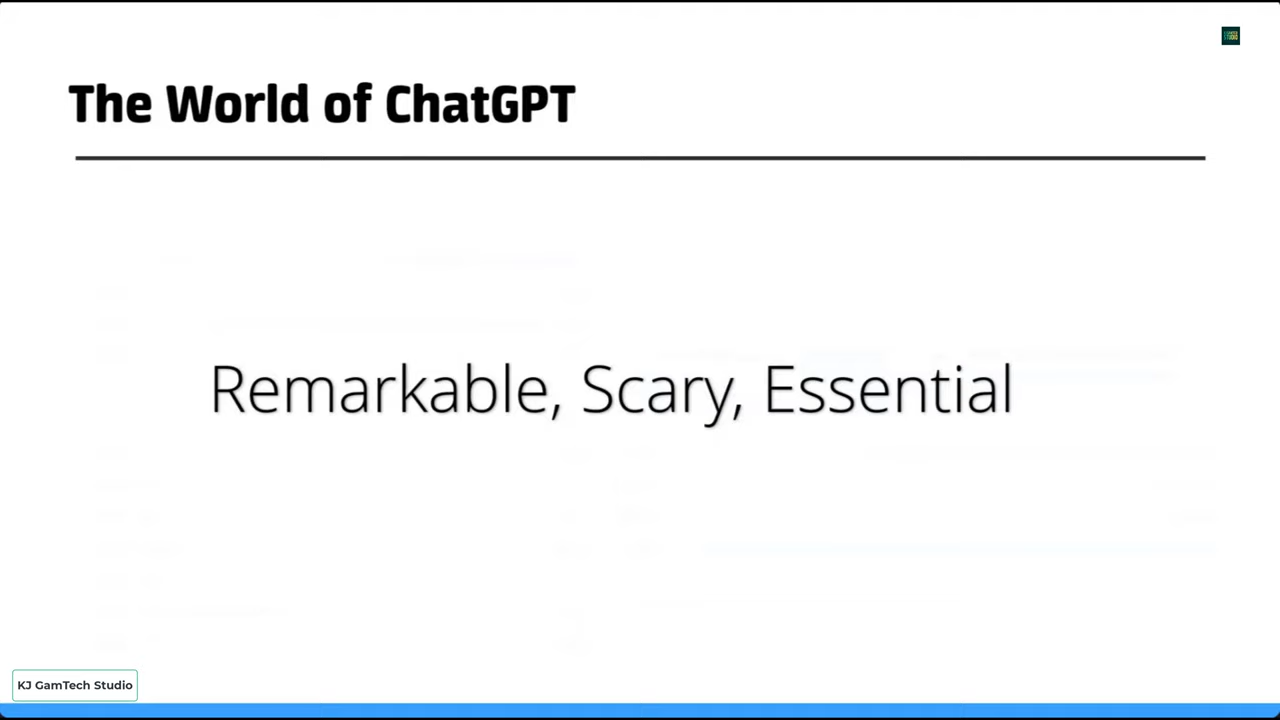 The World of ChatGPT
Remarkable, Scary, Essential
KJ GamTech Studio